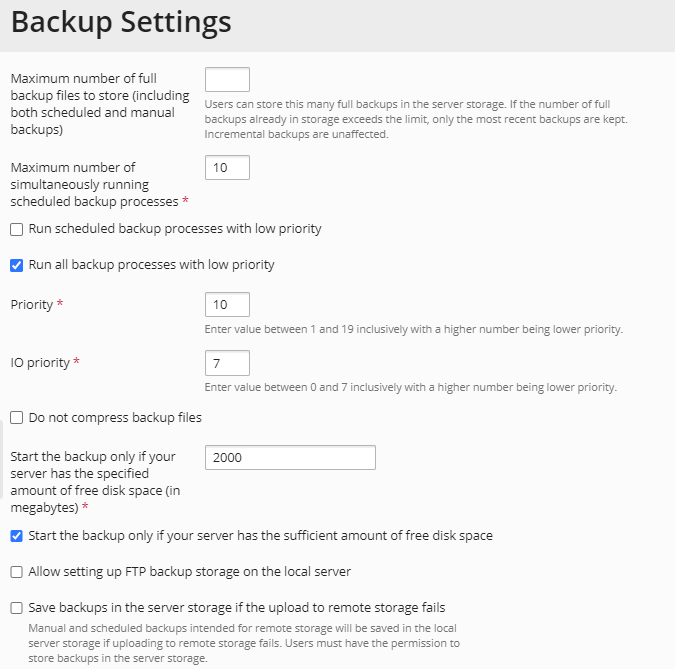 Backup Settings
Maximum number of full
backup files to store (including
both scheduled and manual
backups)
Users can store this many full backups in the server storage. If the number of full
backups already in storage exceeds the limit, only the most recent backups are kept.
Incremental backups are unaffected.
Maximum number of
simultaneously running
scheduled backup processes *
10
Run scheduled backup processes with low priority
Run all backup processes with low priority
Priority *
10
Enter value between 1 and 19 inclusively with a higher number being lower priority.
IO priority *
7
Enter value between 0 and 7 inclusively with a higher number being lower priority.
Do not compress backup files
Start the backup only if your
server has the specified
amount of free disk space (in
megabytes) *
2000
Start the backup only if your server has the sufficient amount of free disk space
Allow setting up FTP backup storage on the local server
Save backups in the server storage if the upload to remote storage fails
Manual and scheduled backups intended for remote storage will be saved in the local
server storage if uploading to remote storage fails. Users must have the permission to
store backups in the server storage.